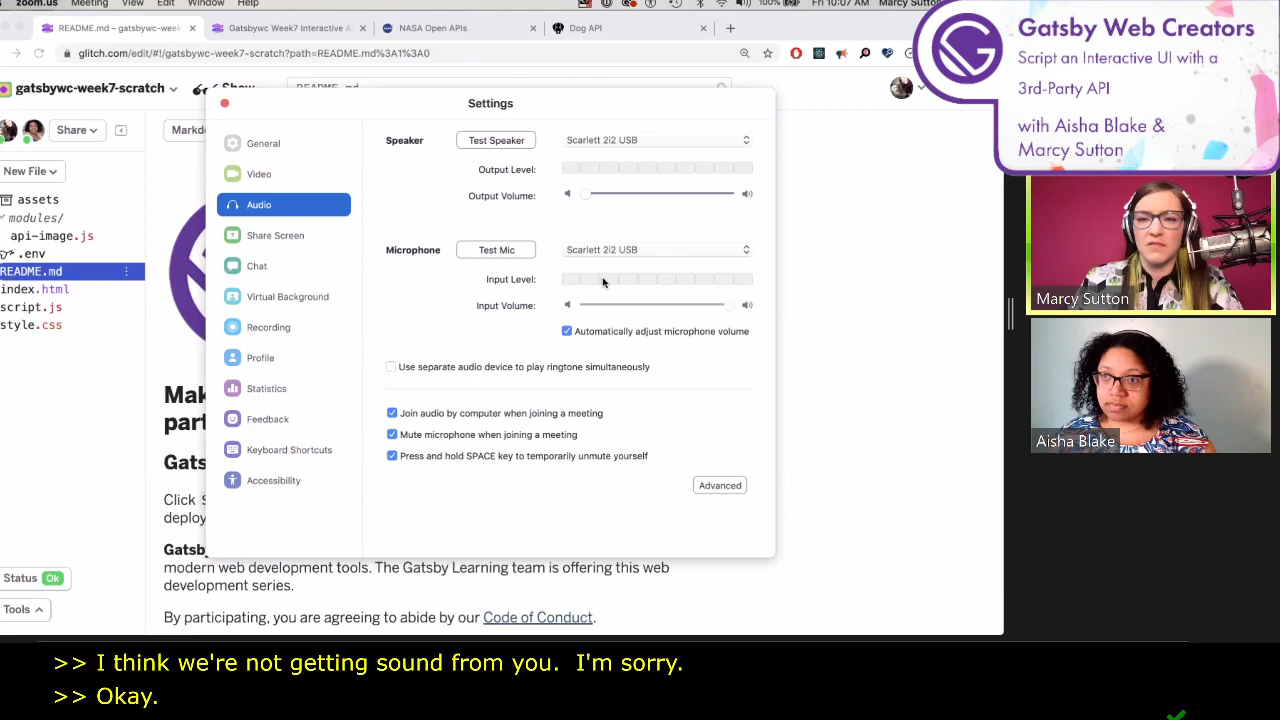 zoom.us Meeting View Edit Window Help 100% Fri 10:07 AM Marcy Sutton
README.md – gatsbywc-week
Gatsbywc Week7 Interactive A
NASA Open APIs
Dog API
glitch.com/edit/#!/gatsbywc-week7-scratch?path=README.md%3A1%3A0
gatsbywc-week7-scratch
Show
README.md
Share
Markd
New File
assets
modules/
api-image.js
.env
README.md
index.html
script.js
style.css
Status Ok
Tools
Settings
General
Video
Audio
Share Screen
Chat
Virtual Background
Recording
Profile
Statistics
Feedback
Keyboard Shortcuts
Accessibility
Speaker Test Speaker Scarlett 2i2 USB
Output Level:
Output Volume:
Microphone Test Mic Scarlett 2i2 USB
Input Level:
Input Volume:
Automatically adjust microphone volume
Use separate audio device to play ringtone simultaneously
Join audio by computer when joining a meeting
Mute microphone when joining a meeting
Press and hold SPACE key to temporarily unmute yourself
Advanced
Mak
part
Gats
Click S
deploy
Gatsb
modern web development tools. The Gatsby Learning team is offering this web
development series.
By participating, you are agreeing to abide by our Code of Conduct.
Gatsby Web Creators
Script an Interactive UI with a
3rd-Party API
with Aisha Blake &
Marcy Sutton
Marcy Sutton
Aisha Blake
>> I think we're not getting sound from you.  I'm sorry.
>> Okay.